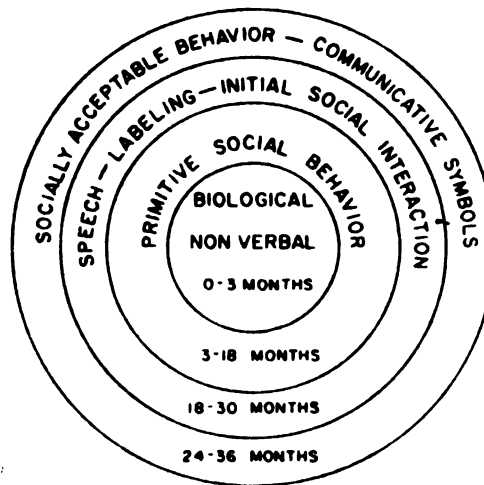 SOCIALLY ACCEPTABLE BEHAVIOR — COMMUNICATIVE SYMBOLS
SPEECH — LABELING — INITIAL SOCIAL INTERACTION
PRIMITIVE SOCIAL BEHAVIOR
BIOLOGICAL
NON VERBAL
0-3 MONTHS
3-18 MONTHS
18-30 MONTHS
24-36 MONTHS